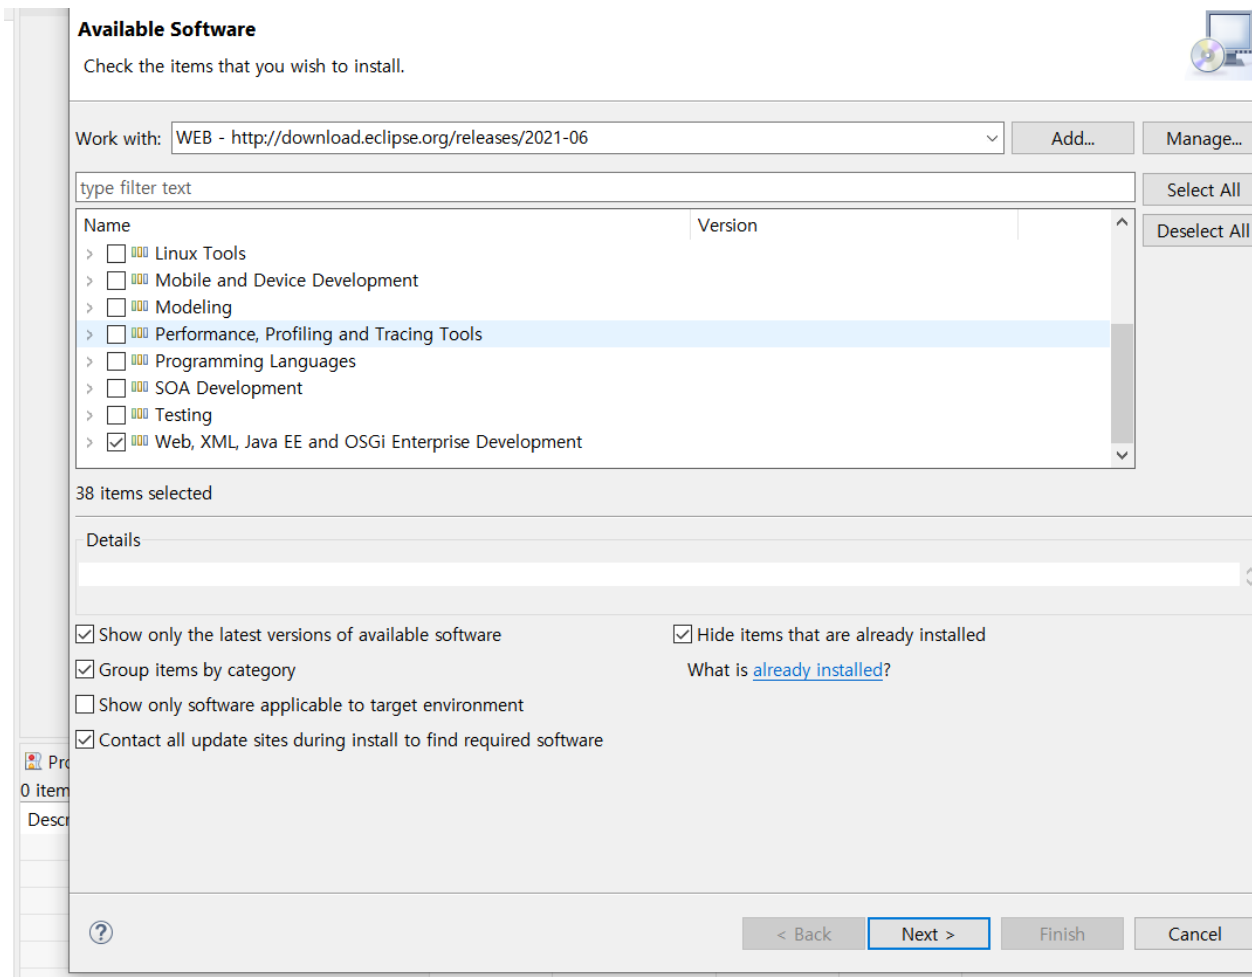 Available Software
Check the items that you wish to install.
Work with: WEB - http://download.eclipse.org/releases/2021-06 Add... Manage...
type filter text Select All
Name Version Deselect All
Linux Tools
Mobile and Device Development
Modeling
Performance, Profiling and Tracing Tools
Programming Languages
SOA Development
Testing
Web, XML, Java EE and OSGi Enterprise Development
38 items selected
Details
Show only the latest versions of available software Hide items that are already installed
Group items by category What is already installed?
Show only software applicable to target environment
Contact all update sites during install to find required software
Pro
0 item
Descr
? < Back Next > Finish Cancel